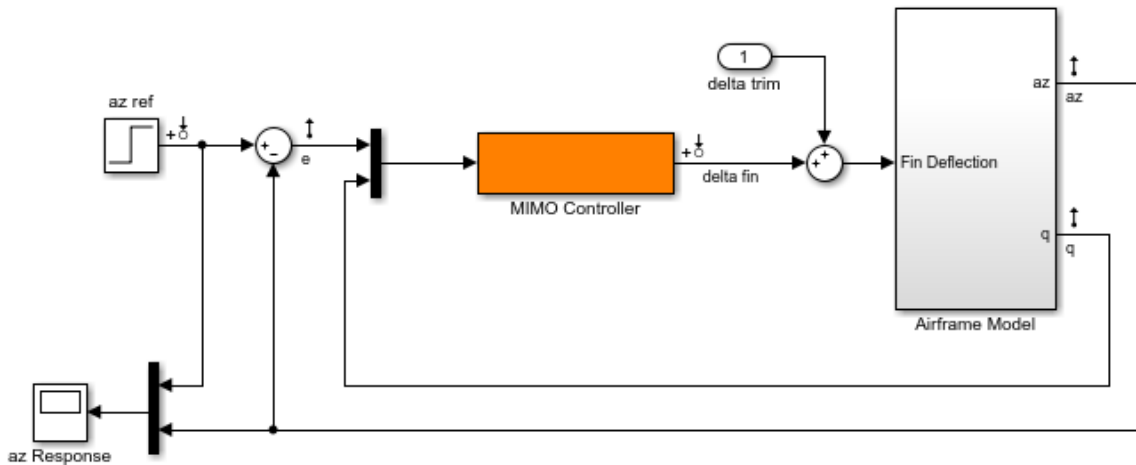 1
delta trim
az ref
az
az
e
delta fin
Fin Deflection
MIMO Controller
q
q
Airframe Model
az Response